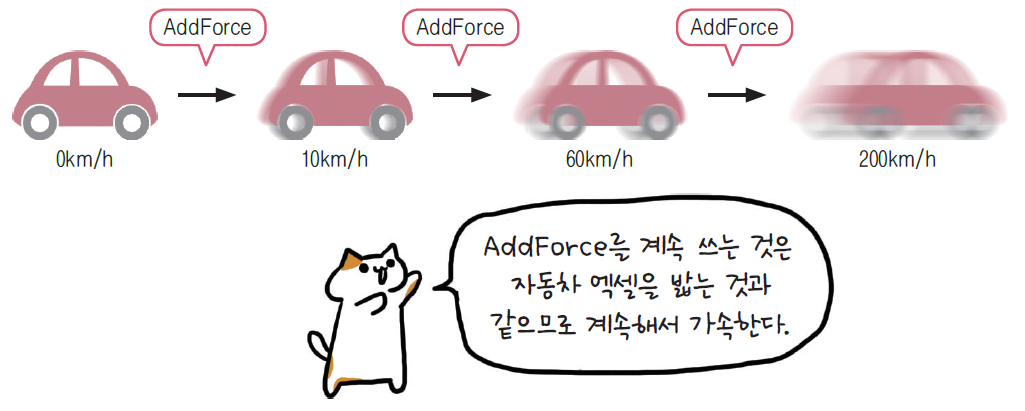 AddForce
AddForce
AddForce
0km/h
10km/h
60km/h
200km/h
AddForce를 계속 쓰는 것은
자동차 엑셀을 밟는 것과
같으므로 계속해서 가속한다.